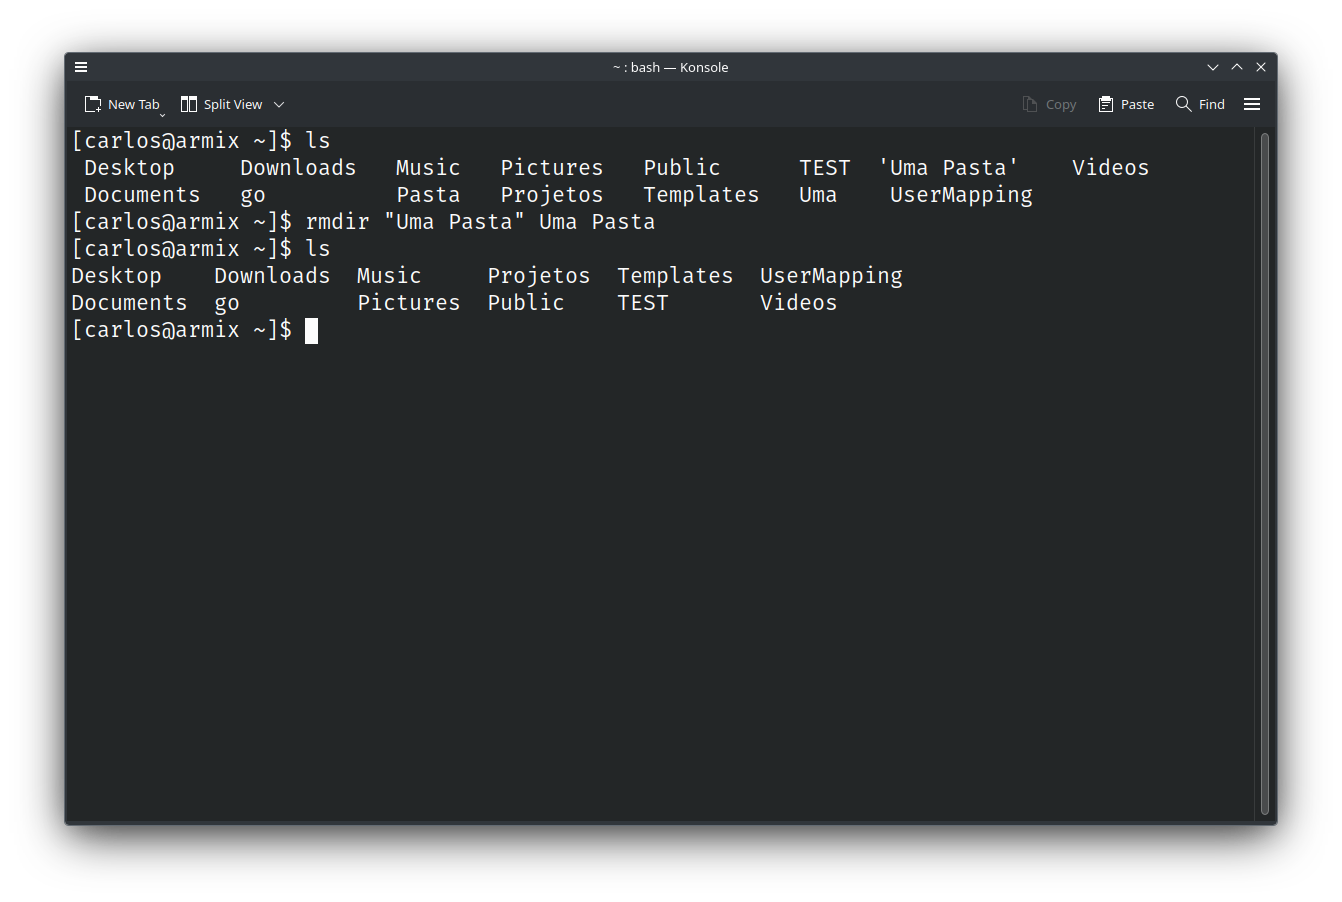 ~ : bash — Konsole
New Tab Split View Copy Paste Find
[carlos@armix ~]$ ls
 Desktop     Downloads   Music   Pictures   Public      TEST  'Uma Pasta'    Videos
 Documents   go          Pasta   Projetos   Templates   Uma    UserMapping
[carlos@armix ~]$ rmdir "Uma Pasta" Uma Pasta
[carlos@armix ~]$ ls
Desktop    Downloads  Music     Projetos  Templates  UserMapping
Documents  go         Pictures  Public    TEST       Videos
[carlos@armix ~]$